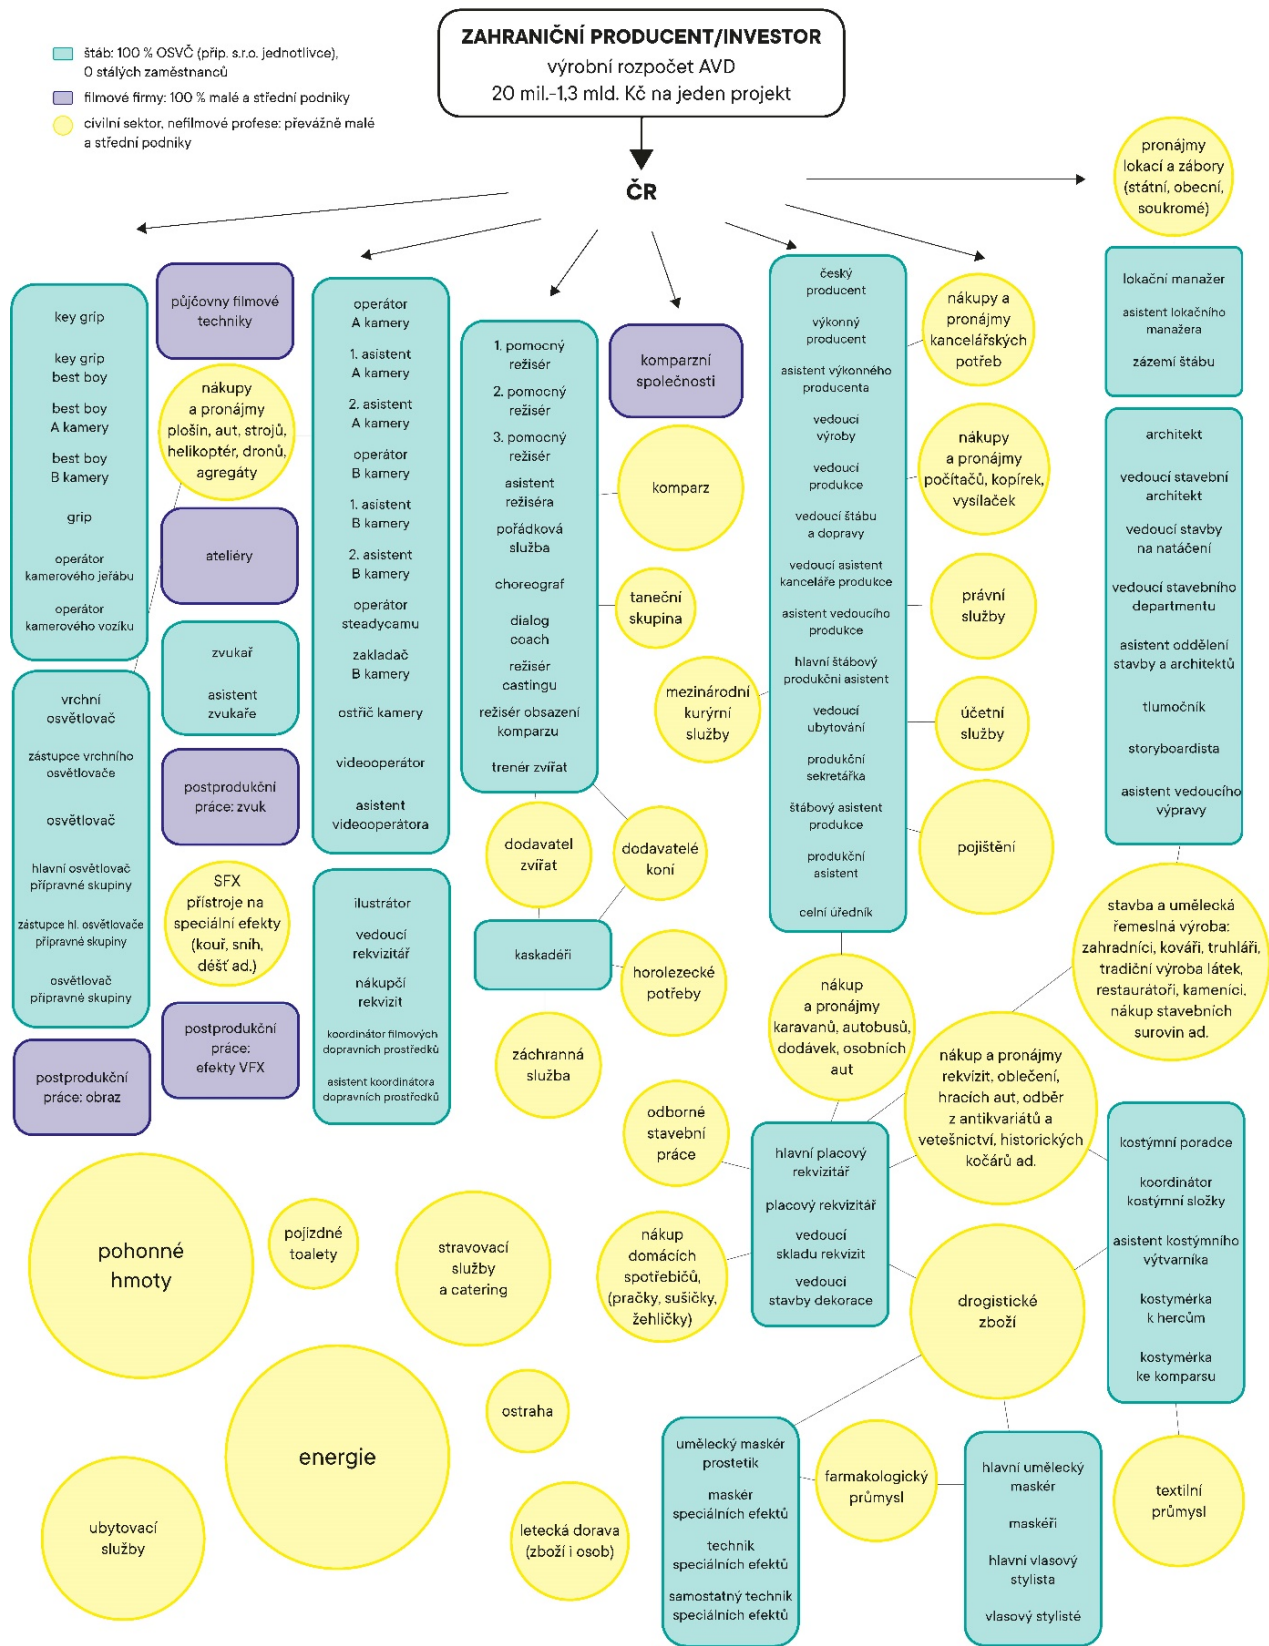 ZAHRANIČNÍ PRODUCENT/INVESTOR
výrobní rozpočet AVD
20 mil.–1,3 mld. Kč na jeden projekt
štáb: 100 % OSVČ (příp. s.r.o. jednotlivce),
0 stálých zaměstnanců
filmové firmy: 100 % malé a střední podniky
civilní sektor, nefilmové profese: převážně malé
a střední podniky
ČR
key grip
key grip
best boy
best boy
A kamery
best boy
B kamery
grip
operátor
kamerového jeřábu
operátor
kamerového vozíku
vrchní
osvětlovač
zástupce vrchního
osvětlovače
osvětlovač
hlavní osvětlovač
přípravné skupiny
zástupce hl. osvětlovače
přípravné skupiny
osvětlovač
přípravné skupiny
postprodukční
práce: obraz
půjčovny filmové
techniky
nákupy
a pronájmy
plošin, aut, strojů,
helikoptér, dronů,
agregáty
ateliéry
zvukař
asistent
zvukaře
postprodukční
práce: zvuk
SFX
přístroje na
speciální efekty
(kouř, sníh,
déšť ad.)
postprodukční
práce:
efekty VFX
operátor
A kamery
1. asistent
A kamery
2. asistent
A kamery
operátor
B kamery
1. asistent
B kamery
2. asistent
B kamery
operátor
steadycamu
zakladač
B kamery
ostřič kamery
videooperátor
asistent
videooperátora
ilustrátor
vedoucí
rekvizitář
nákupčí
rekvizit
koordinátor filmových
dopravních prostředků
asistent koordinátora
dopravních prostředků
1. pomocný
režisér
2. pomocný
režisér
3. pomocný
režisér
asistent
režiséra
pořádková
služba
choreograf
dialog
coach
režisér
castingu
režisér obsazení
komparzu
trenér zvířat
dodavatel
zvířat
dodavatelé
koní
kaskadéři
horolezecké
potřeby
záchranná
služba
komparzní
společnosti
komparz
taneční
skupina
mezinárodní
kurýrní
služby
český
producent
výkonný
producent
asistent výkonného
producenta
vedoucí
výroby
vedoucí
produkce
vedoucí štábu
a dopravy
vedoucí asistent
kanceláře produkce
asistent vedoucího
produkce
hlavní štábový
produkční asistent
vedoucí
ubytování
produkční
sekretářka
štábový asistent
produkce
produkční
asistent
celní úředník
nákupy a
pronájmy
kancelářských
potřeb
nákupy
a pronájmy
počítačů, kopírek,
vysílaček
právní
služby
účetní
služby
pojištění
pronájmy
lokací a zábory
(státní, obecní,
soukromé)
lokační manažer
asistent lokačního
manažera
zázemí štábu
architekt
vedoucí stavební
architekt
vedoucí stavby
na natáčení
vedoucí stavebního
departmentu
asistent oddělení
stavby a architektů
tlumočník
storyboardista
asistent vedoucího
výpravy
stavba a umělecká
řemeslná výroba:
zahradníci, kováři, truhláři,
tradiční výroba látek,
restaurátoři, kameníci,
nákup stavebních
surovin ad.
nákup
a pronájmy
karavanů, autobusů,
dodávek, osobních
aut
nákup a pronájmy
rekvizit, oblečení,
hracích aut, odběr
z antikvariátů a
vetešnictví, historických
kočárů ad.
odborné
stavební
práce
hlavní placový
rekvizitář
placový rekvizitář
vedoucí
skladu rekvizit
vedoucí
stavby dekorace
nákup
domácích
spotřebičů,
(pračky, sušičky,
žehličky)
drogistické
zboží
kostýmní poradce
koordinátor
kostýmní složky
asistent kostýmního
výtvarníka
kostymérka
k hercům
kostymérka
ke komparsu
textilní
průmysl
pohonné
hmoty
pojízdné
toalety
stravovací
služby
a catering
energie
ostraha
ubytovací
služby
letecká dorava
(zboží i osob)
umělecký maskér
prostetik
maskér
speciálních efektů
technik
speciálních efektů
samostatný technik
speciálních efektů
farmakologický
průmysl
hlavní umělecký
maskér
maskéři
hlavní vlasový
stylista
vlasový stylisté